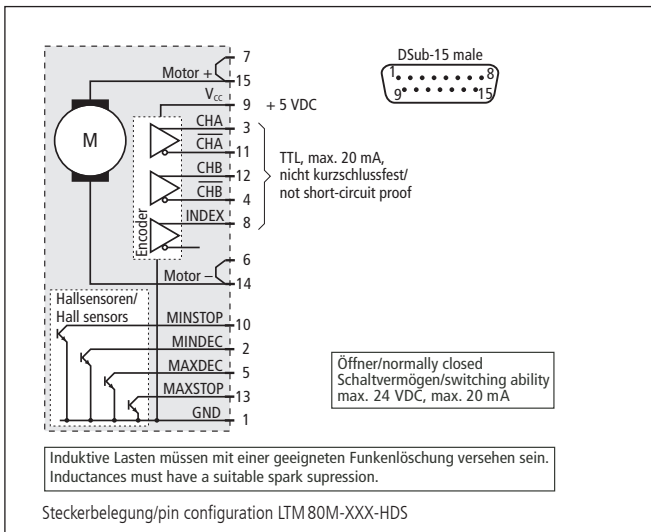 DSub-15 male
1 8
9 15
7
Motor + 15
VCC 9 + 5 VDC
M
CHA 3
CHA 11
CHB 12
CHB 4
INDEX 8
Encoder
TTL, max. 20 mA,
nicht kurzschlussfest/
not short-circuit proof
6
Motor – 14
Hallsensoren/
Hall sensors
MINSTOP 10
MINDEC 2
MAXDEC 5
MAXSTOP 13
GND 1
Öffner/normally closed
Schaltvermögen/switching ability
max. 24 VDC, max. 20 mA
Induktive Lasten müssen mit einer geeigneten Funkenlöschung versehen sein.
Inductances must have a suitable spark supression.
Steckerbelegung/pin configuration LTM 80M-XXX-HDS